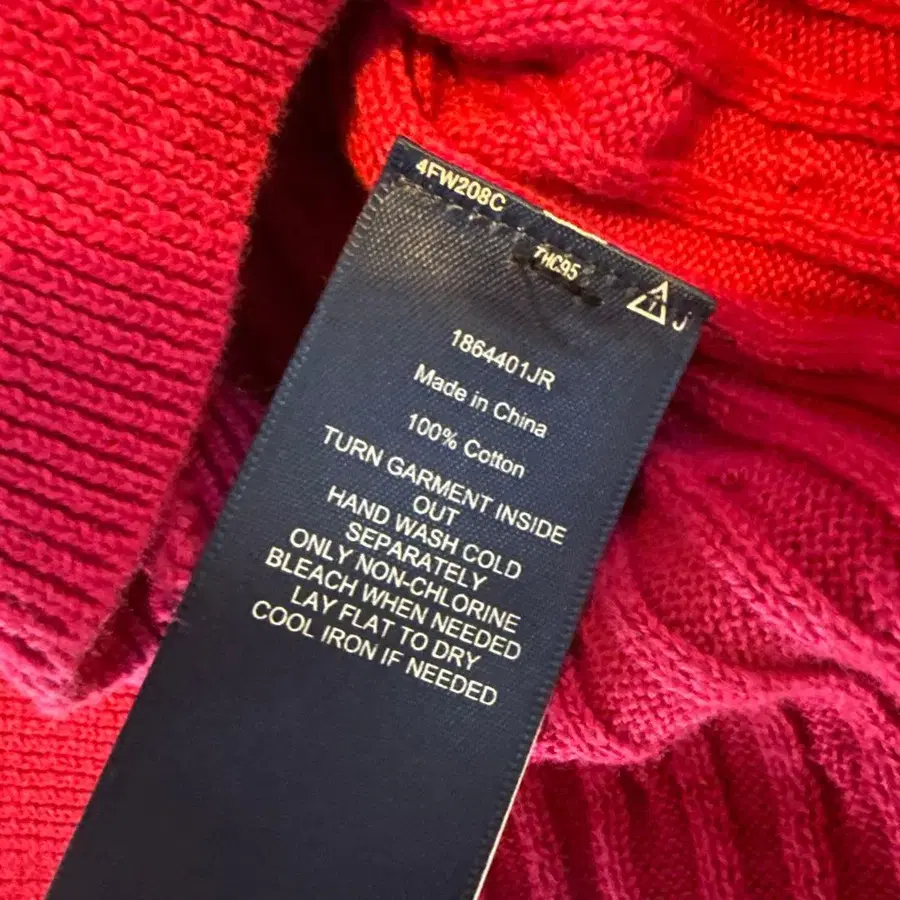 4FW208C
7HC95
J
1864401JR
Made in China
100% Cotton
TURN GARMENT INSIDE
OUT
HAND WASH COLD
SEPARATELY
ONLY NON-CHLORINE
BLEACH WHEN NEEDED
LAY FLAT TO DRY
COOL IRON IF NEEDED